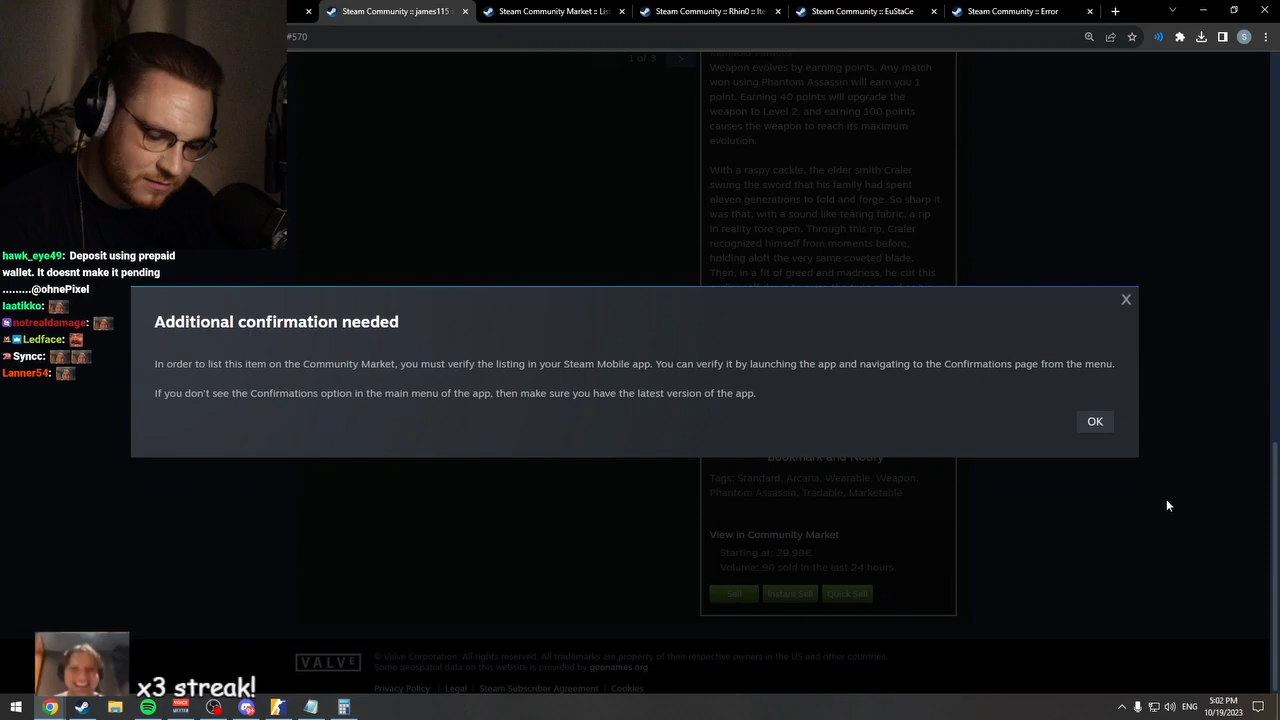 Steam Community :: james115
Steam Community Market :: Lis
Steam Community :: Rhin0 :: Ite
Steam Community :: EuStaCe
Steam Community :: Error
#570
1 of 3
>
Weapon evolves by earning points. Any match
won using Phantom Assassin will earn you 1
point. Earning 40 points will upgrade the
weapon to Level 2, and earning 100 points
causes the weapon to reach its maximum
evolution.
With a raspy cackle, the elder smith Craler
swung the sword that his family had spent
eleven generations to fold and forge. So sharp it
was that, with a sound like tearing fabric, a rip
in reality tore open. Through this rip, Craler
recognized himself from moments before,
holding aloft the very same coveted blade.
Then, in a fit of greed and madness, he cut this
hawk_eye49: Deposit using prepaid
wallet. It doesnt make it pending
.........@ohnePixel
Iaatikko:
notrealdamage:
Ledface:
Syncc:
Lanner54:
Additional confirmation needed
X
In order to list this item on the Community Market, you must verify the listing in your Steam Mobile app. You can verify it by launching the app and navigating to the Confirmations page from the menu.
If you don't see the Confirmations option in the main menu of the app, then make sure you have the latest version of the app.
OK
Bookmark and Notify
Tags: Standard, Arcana, Wearable, Weapon,
Phantom Assassin, Tradable, Marketable
View in Community Market
Starting at: 29,99€
Volume: 90 sold in the last 24 hours
Sell
Instant Sell
Quick Sell
VALVE
© Valve Corporation. All rights reserved. All trademarks are property of their respective owners in the US and other countries.
Some geospatial data on this website is provided by geonames.org.
Privacy Policy | Legal | Steam Subscriber Agreement | Cookies
x3 streak!
ENG
5:02 PM
10/19/2023